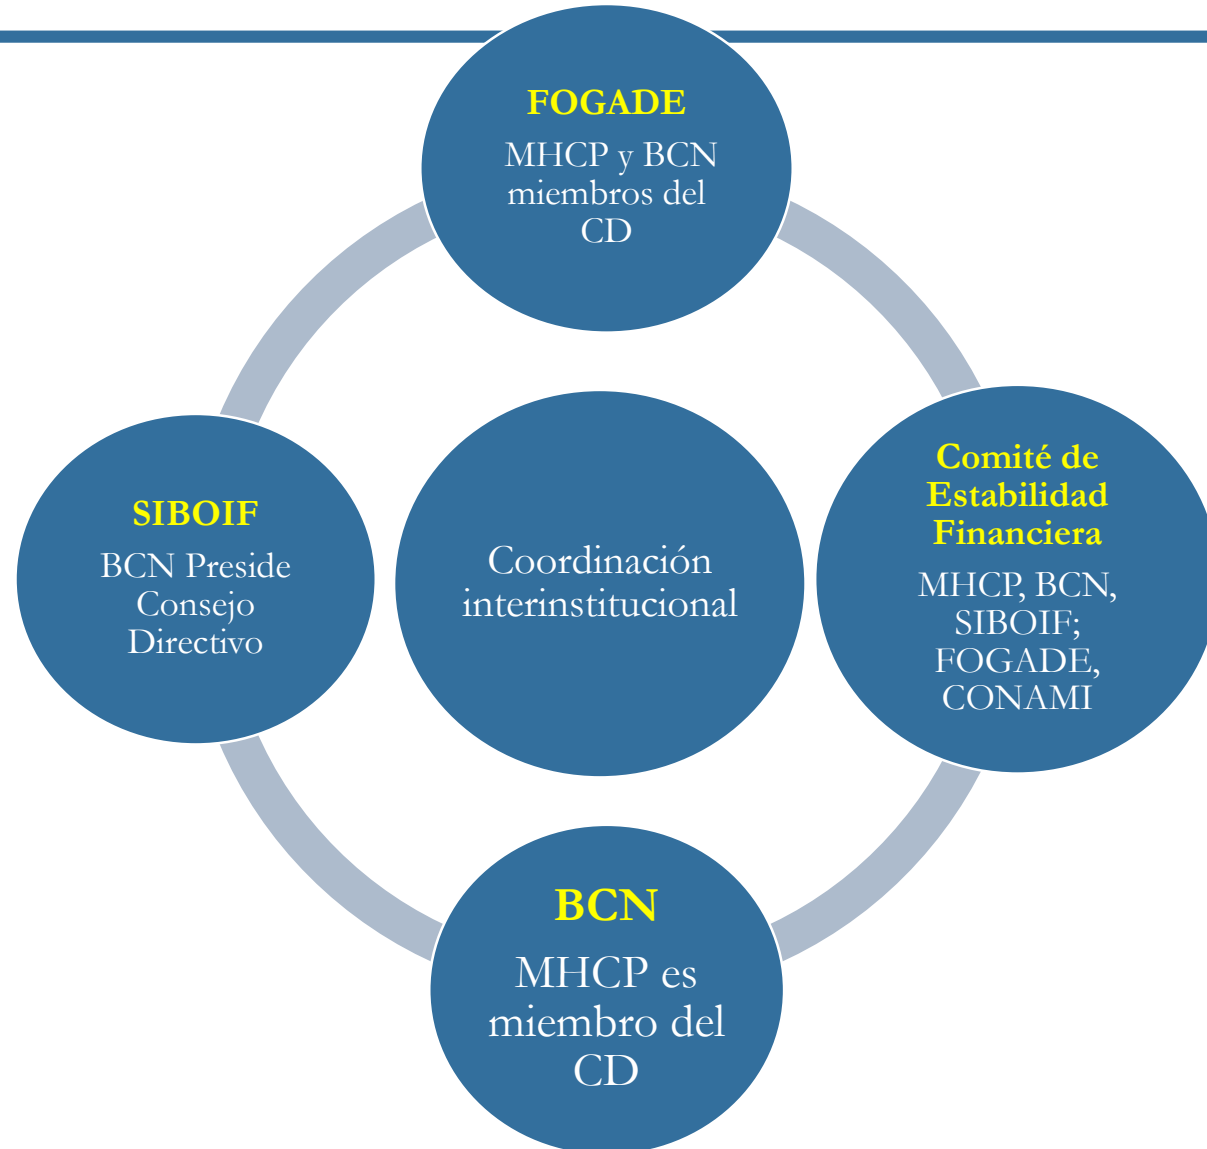 FOGADE
MHCP y BCN
miembros del
CD
SIBOIF
BCN Preside
Consejo
Directivo
Coordinación
interinstitucional
Comité de
Estabilidad
Financiera
MHCP, BCN,
SIBOIF;
FOGADE,
CONAMI
BCN
MHCP es
miembro del
CD